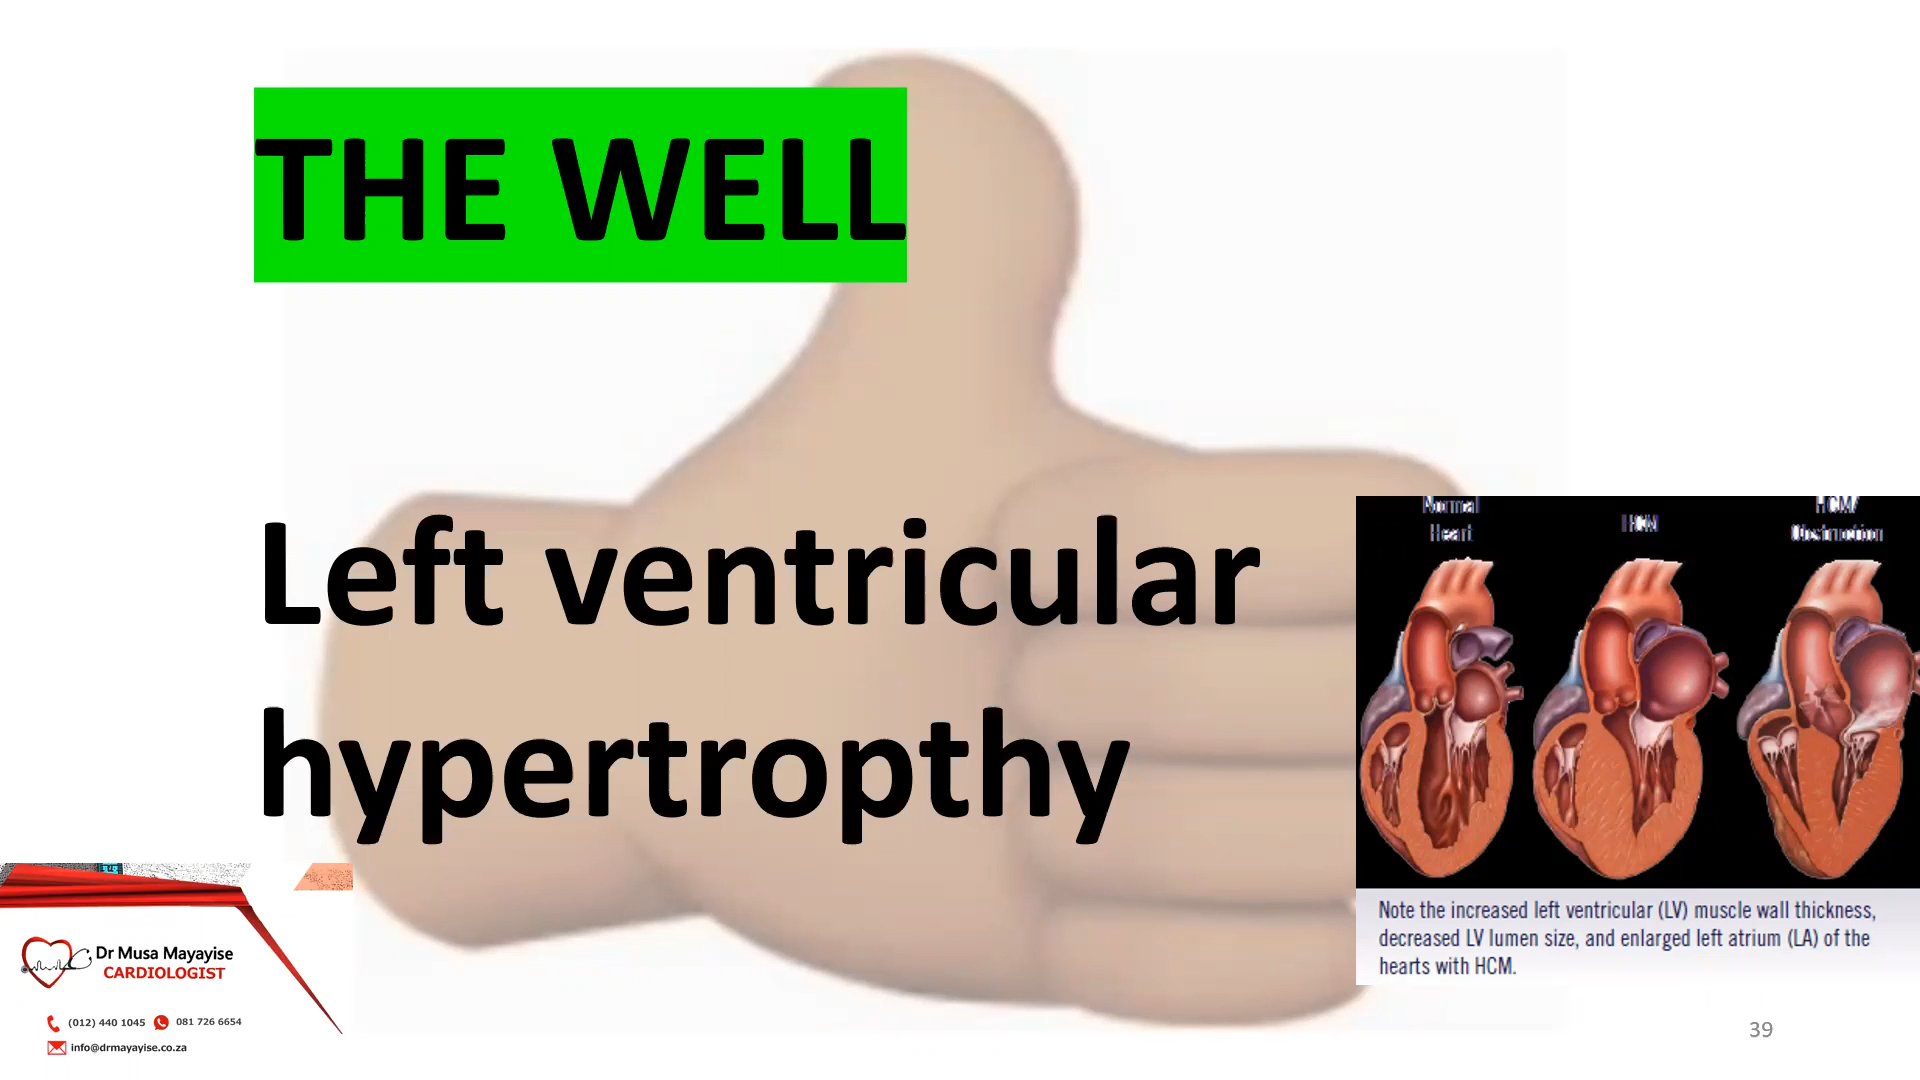 THE WELL
Left ventricular
hypertropthy
Normal
Heart
HCM
HCM/
Obstruction
Note the increased left ventricular (LV) muscle wall thickness,
decreased LV lumen size, and enlarged left atrium (LA) of the
hearts with HCM.
Dr Musa Mayayise
CARDIOLOGIST
(012) 440 1045 081 726 6654
info@drmayayise.co.za
39